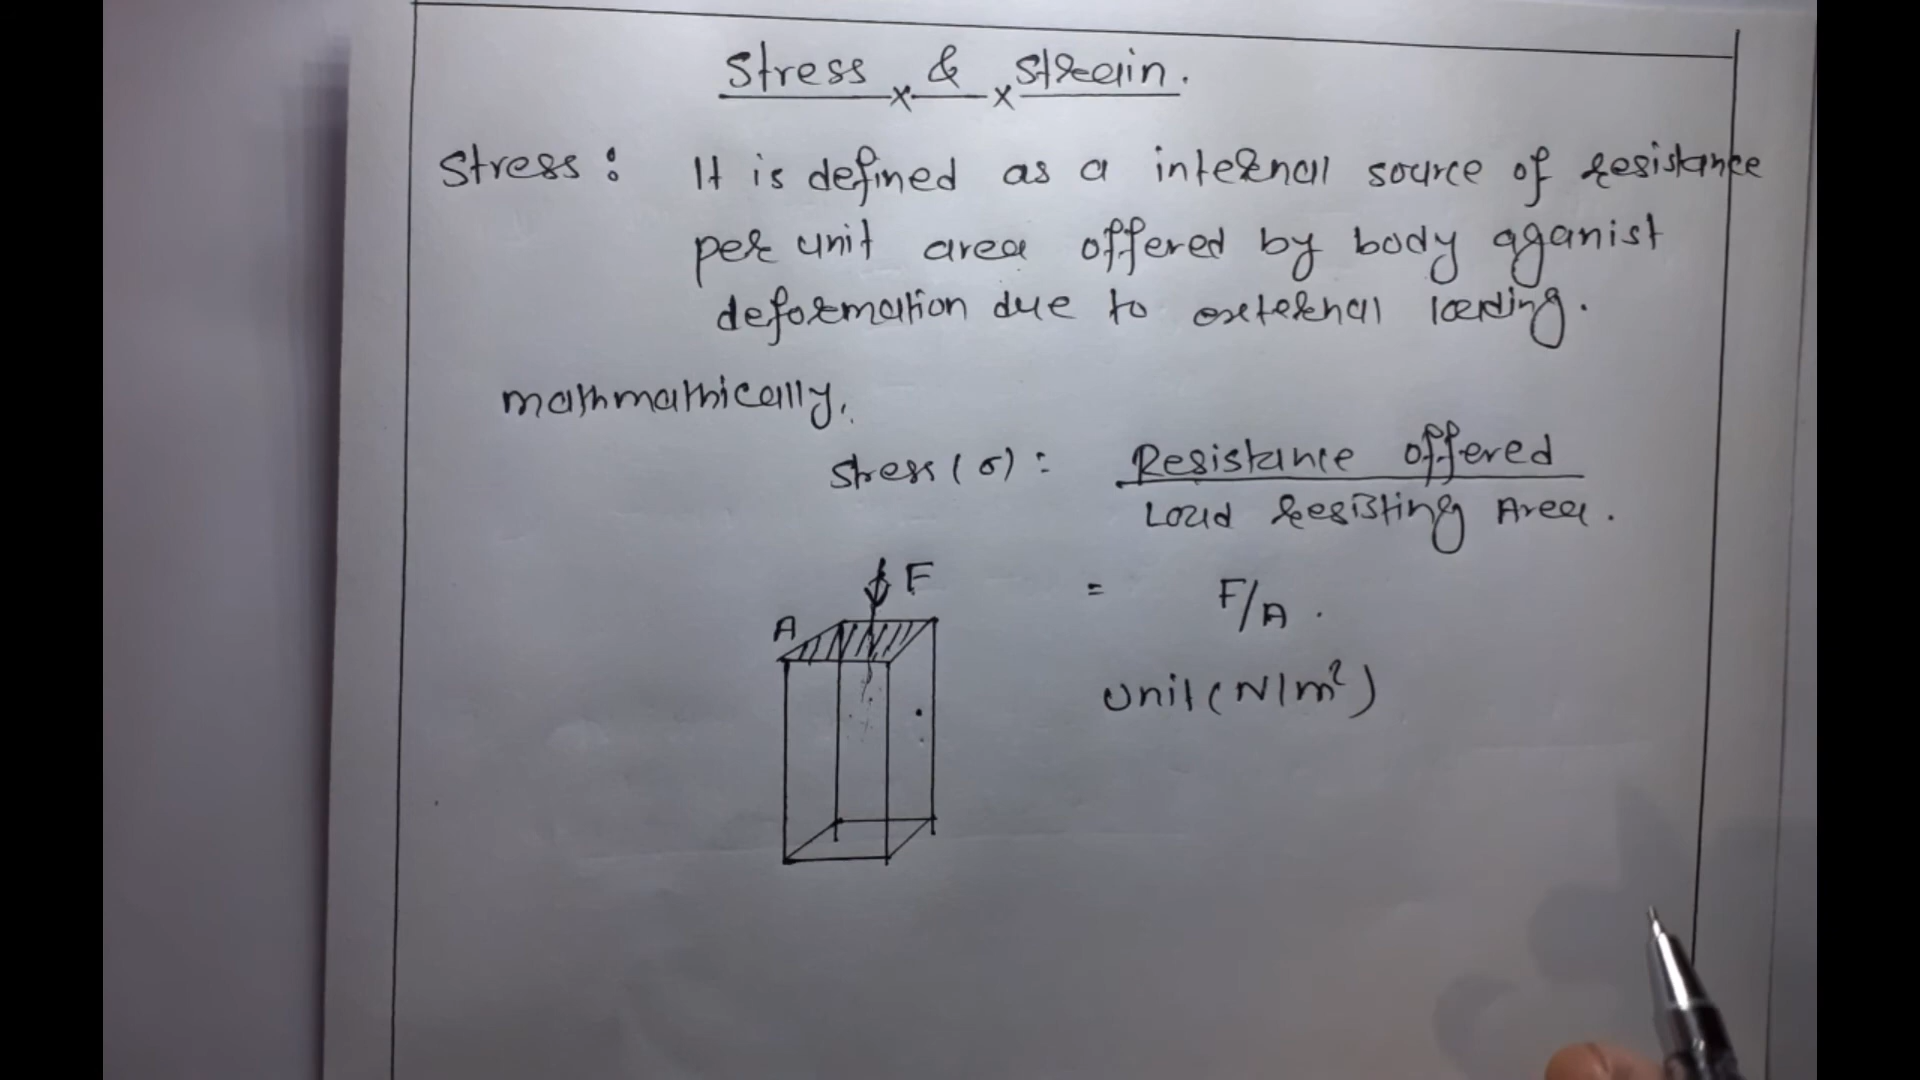 Stress & Strain.
Stress : It is defined as a internal source of resistance
per unit area offered by body aganist
deformation due to external loading.
mathmathically,
Stress (σ) = Resistance offered
Load Resisting Area.
F
A
= F/A .
Unit (N/m²)